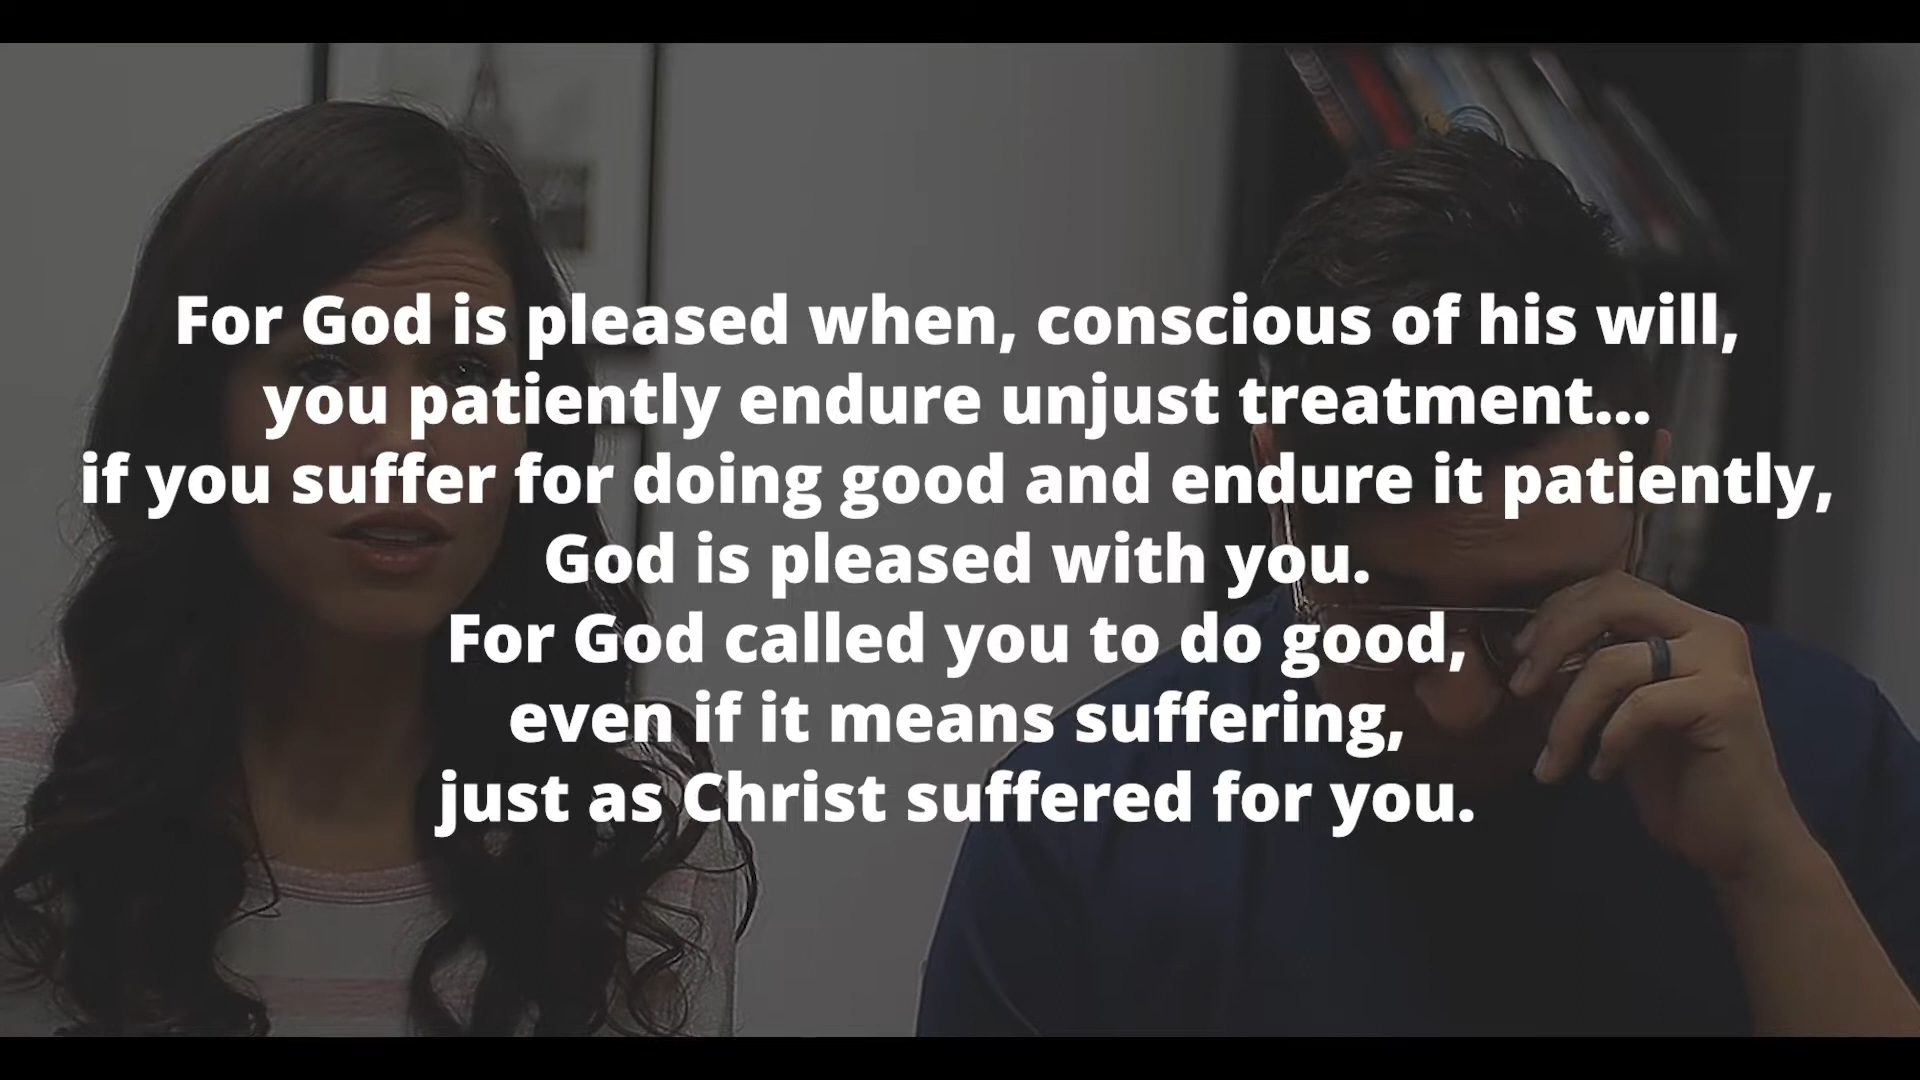 For God is pleased when, conscious of his will,
you patiently endure unjust treatment...
if you suffer for doing good and endure it patiently,
God is pleased with you.
For God called you to do good,
even if it means suffering,
just as Christ suffered for you.